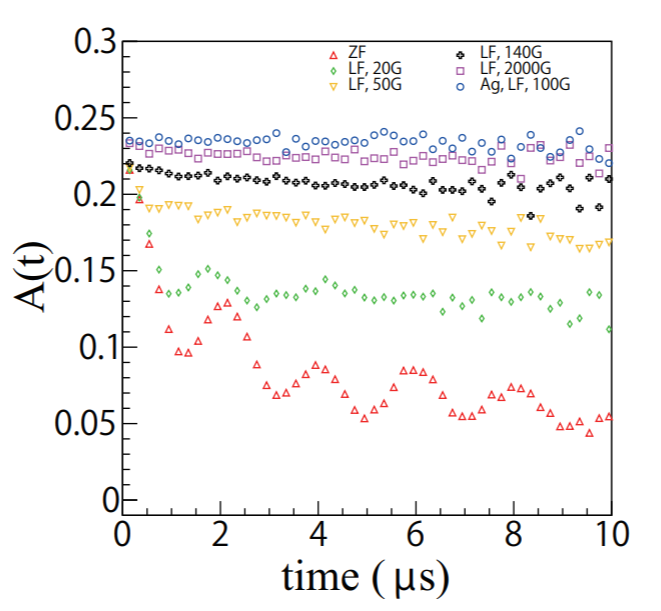 0.3
0.25
0.2
0.15
0.1
0.05
0
A(t)
ZF
LF, 20G
LF, 50G
LF, 140G
LF, 2000G
Ag, LF, 100G
0 2 4 6 8 10
time (μs)